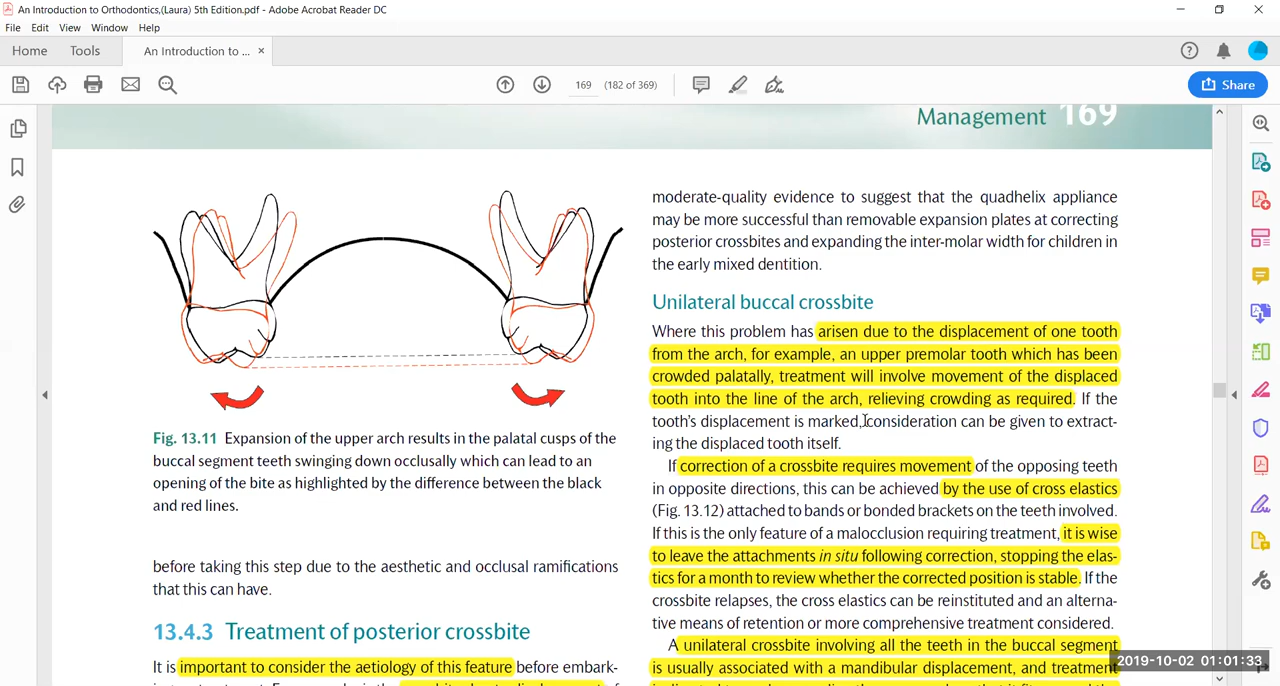 An Introduction to Orthodontics,(Laura) 5th Edition.pdf - Adobe Acrobat Reader DC
File Edit View Window Help
Home Tools An Introduction to ... ×
169 (182 of 369) Share
Management 169
Fig. 13.11 Expansion of the upper arch results in the palatal cusps of the
buccal segment teeth swinging down occlusally which can lead to an
opening of the bite as highlighted by the difference between the black
and red lines.
before taking this step due to the aesthetic and occlusal ramifications
that this can have.
13.4.3 Treatment of posterior crossbite
It is important to consider the aetiology of this feature before embark-
moderate-quality evidence to suggest that the quadhelix appliance
may be more successful than removable expansion plates at correcting
posterior crossbites and expanding the inter-molar width for children in
the early mixed dentition.
Unilateral buccal crossbite
Where this problem has arisen due to the displacement of one tooth
from the arch, for example, an upper premolar tooth which has been
crowded palatally, treatment will involve movement of the displaced
tooth into the line of the arch, relieving crowding as required. If the
tooth's displacement is marked, consideration can be given to extract-
ing the displaced tooth itself.
If correction of a crossbite requires movement of the opposing teeth
in opposite directions, this can be achieved by the use of cross elastics
(Fig. 13.12) attached to bands or bonded brackets on the teeth involved.
If this is the only feature of a malocclusion requiring treatment, it is wise
to leave the attachments in situ following correction, stopping the elas-
tics for a month to review whether the corrected position is stable. If the
crossbite relapses, the cross elastics can be reinstituted and an alterna-
tive means of retention or more comprehensive treatment considered.
A unilateral crossbite involving all the teeth in the buccal segment
is usually associated with a mandibular displacement, and treatment
2019-10-02 01:01:33